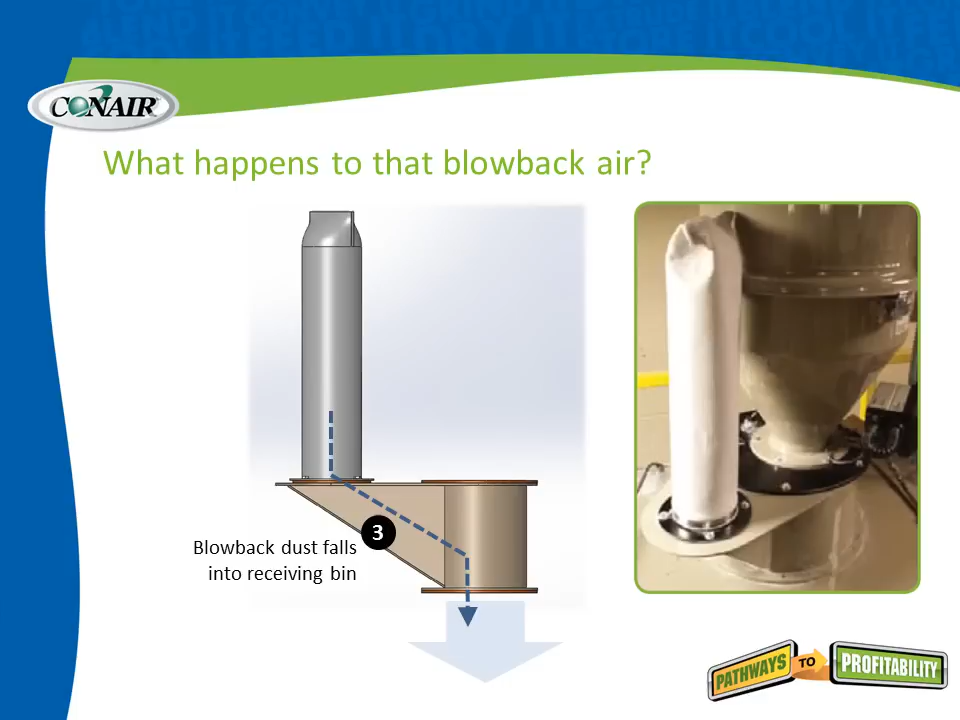 CONAIR
What happens to that blowback air?
3
Blowback dust falls
into receiving bin
PATHWAYS TO PROFITABILITY